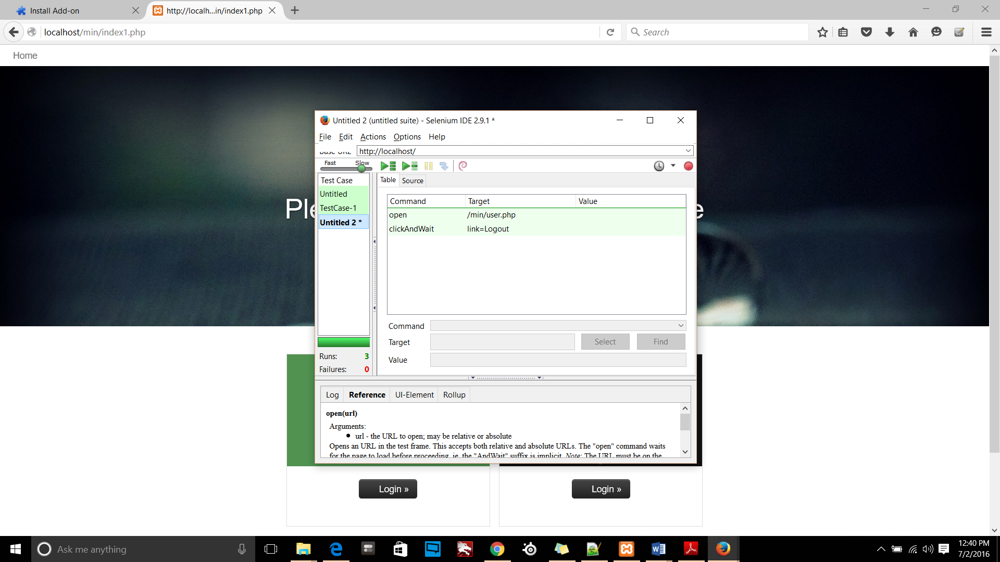 Install Add-on
http://localh...in/index1.php
localhost/min/index1.php
Search
Home
Untitled 2 (untitled suite) - Selenium IDE 2.9.1 *
File Edit Actions Options Help
Base URL http://localhost/
Fast Slow
Test Case
Untitled
TestCase-1
Untitled 2 *
Table Source
Command Target Value
open /min/user.php
clickAndWait link=Logout
Command
Target Select Find
Value
Runs: 3
Failures: 0
Log Reference UI-Element Rollup
open(url)
Arguments:
• url - the URL to open; may be relative or absolute
Opens an URL in the test frame. This accepts both relative and absolute URLs. The "open" command waits
for the page to load before proceeding, ie. the "AndWait" suffix is implicit. Note: The URL must be on the
Ple
e
Login »
Login »
Ask me anything
12:40 PM
7/2/2016